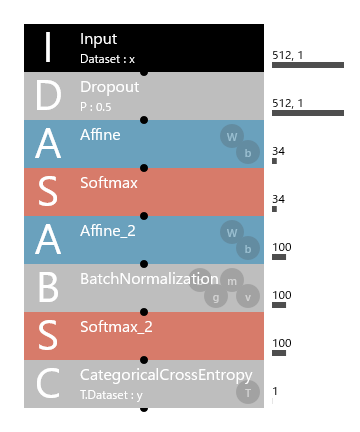 I Input
Dataset : x
512, 1
D Dropout
P : 0.5
512, 1
A Affine
W
b
34
S Softmax
34
A Affine_2
W
b
100
B BatchNormalization
m
g v
100
S Softmax_2
100
C CategoricalCrossEntropy
T.Dataset : y
T
1